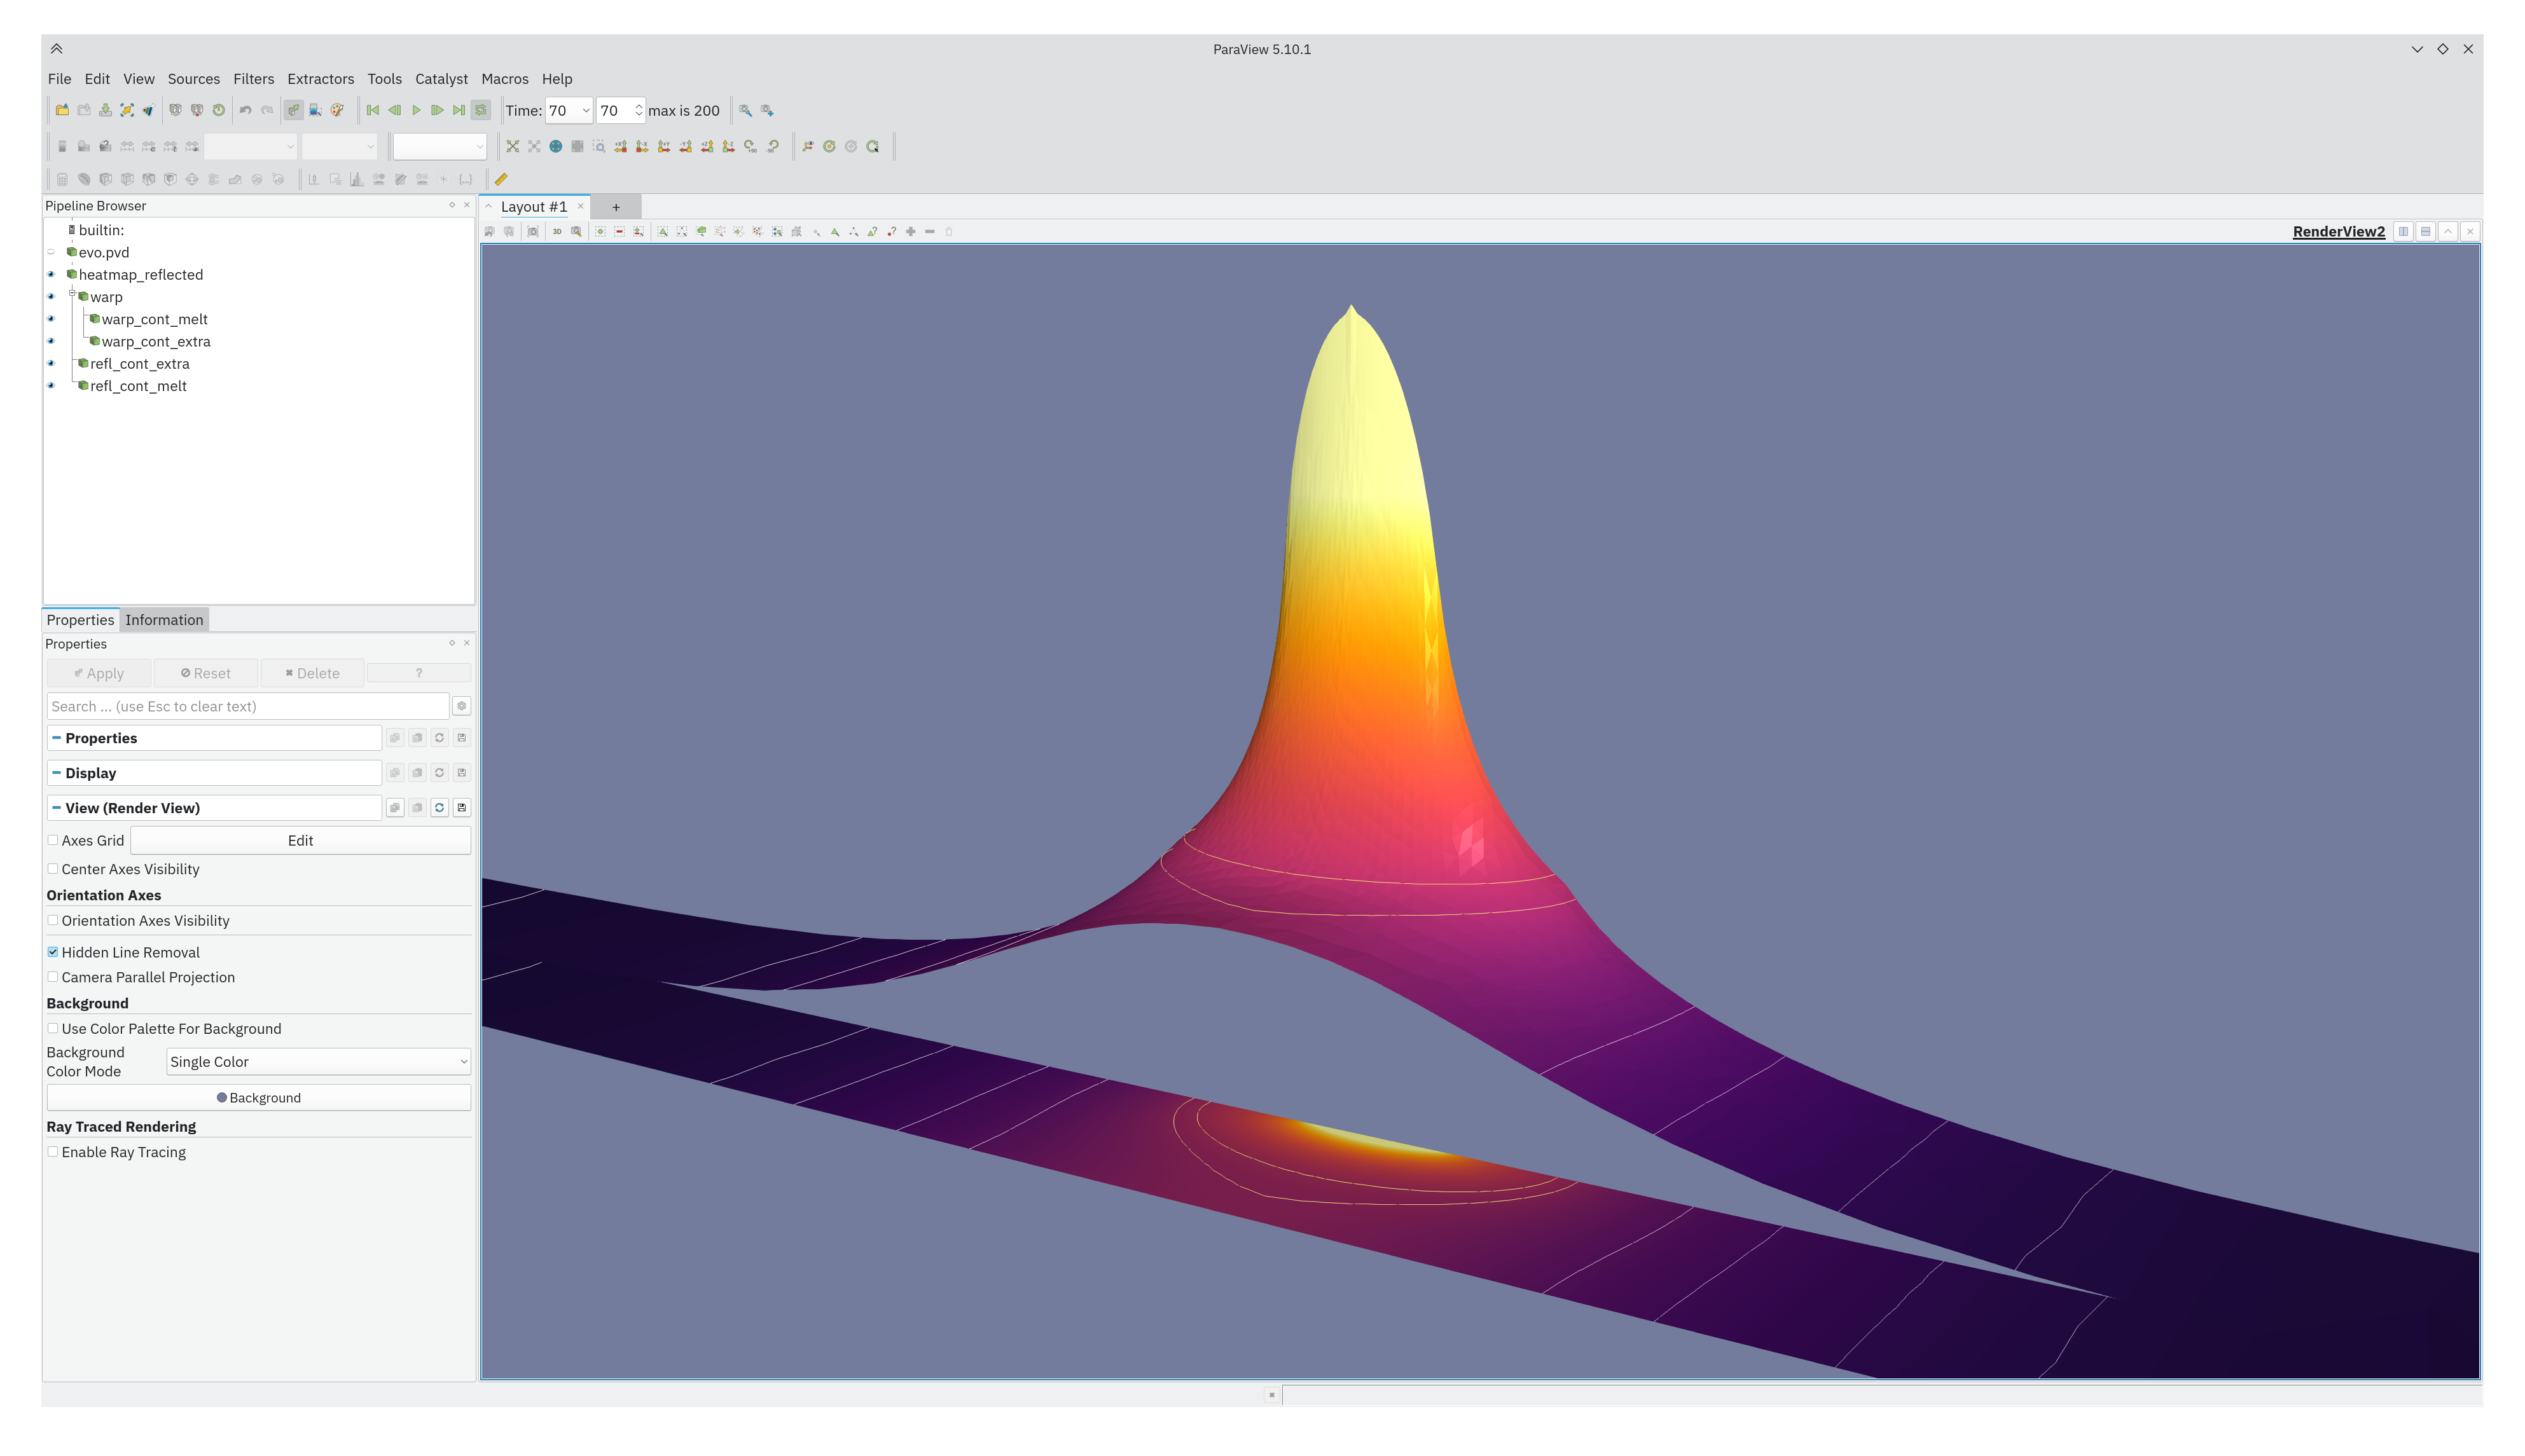 ParaView 5.10.1
File Edit View Sources Filters Extractors Tools Catalyst Macros Help
Time: 70 70 max is 200
Pipeline Browser
builtin:
evo.pvd
heatmap_reflected
warp
warp_cont_melt
warp_cont_extra
refl_cont_extra
refl_cont_melt
Layout #1 +
3D
RenderView2
Properties Information
Properties
Apply Reset Delete ?
Search ... (use Esc to clear text)
Properties
Display
View (Render View)
Axes Grid Edit
Center Axes Visibility
Orientation Axes
Orientation Axes Visibility
Hidden Line Removal
Camera Parallel Projection
Background
Use Color Palette For Background
Background
Color Mode
Single Color
Background
Ray Traced Rendering
Enable Ray Tracing